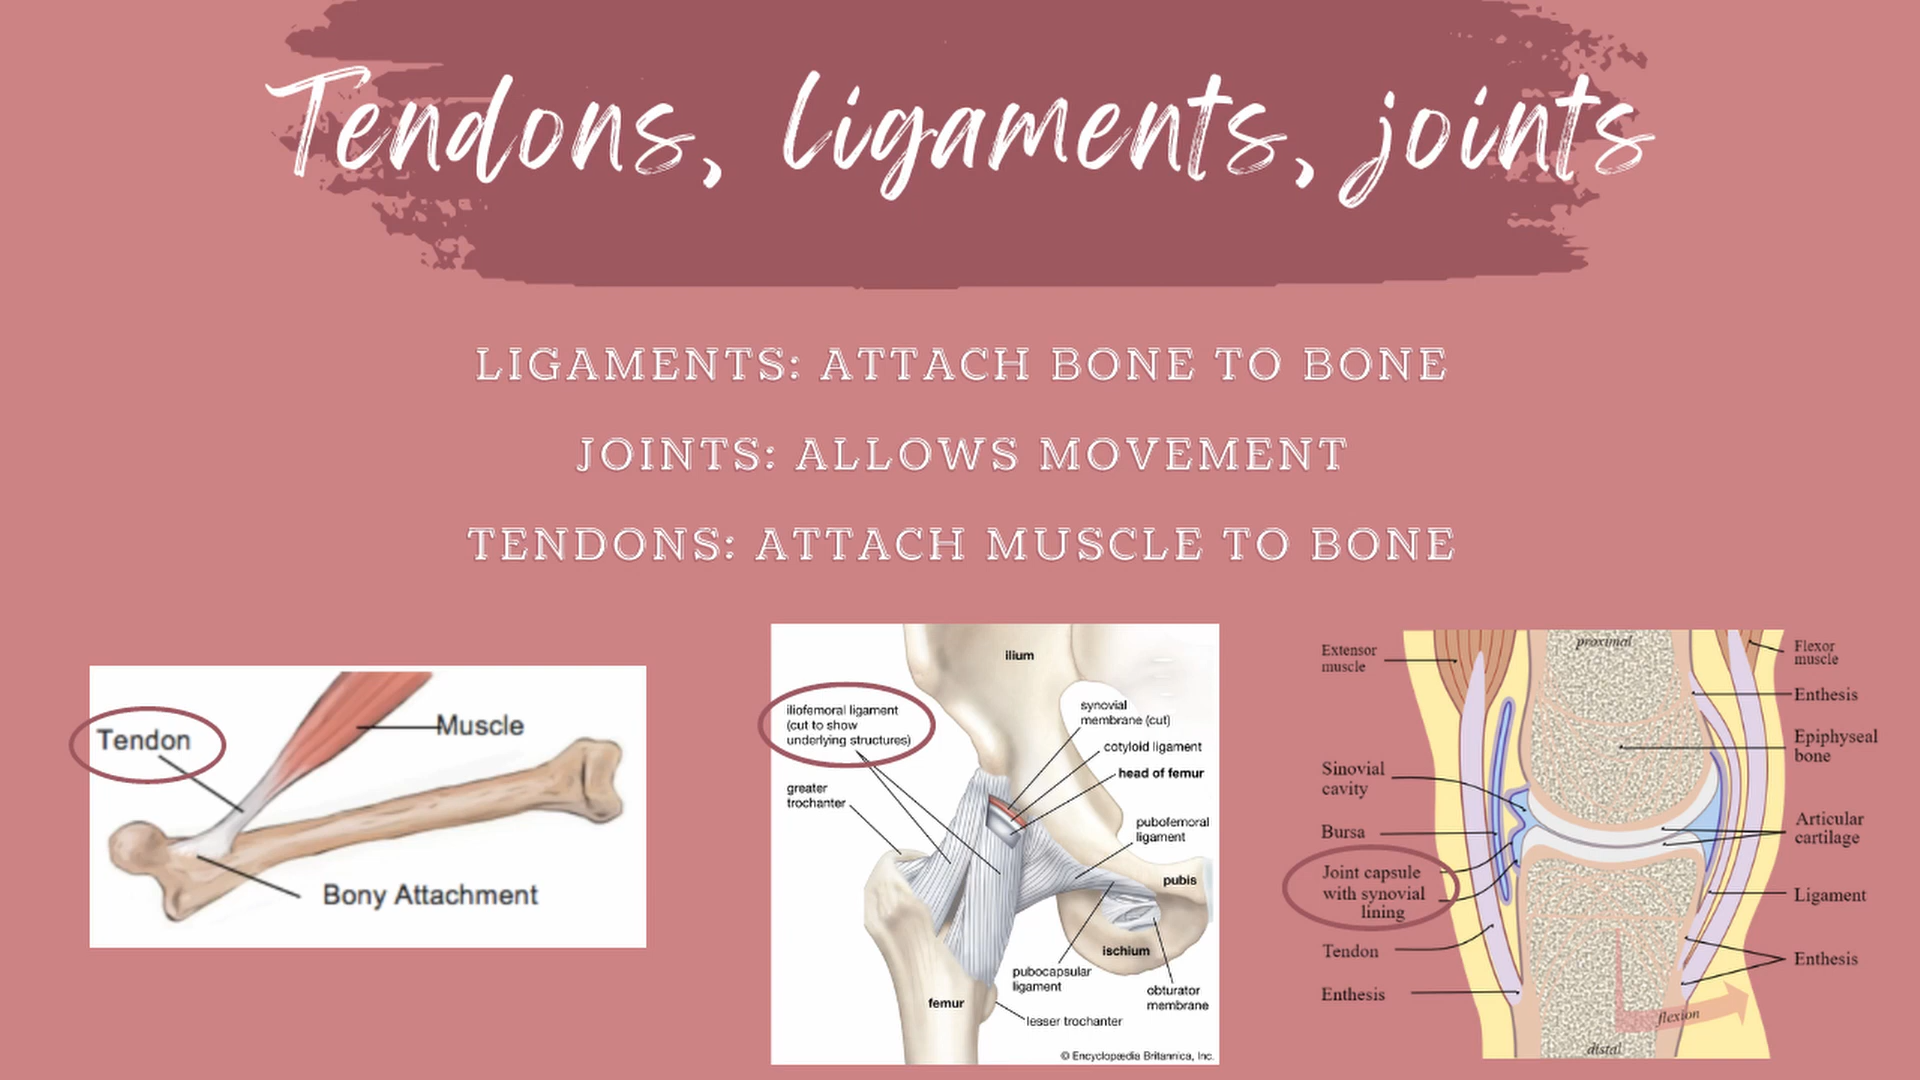 Tendons, ligaments, joints
LIGAMENTS: ATTACH BONE TO BONE
JOINTS: ALLOWS MOVEMENT
TENDONS: ATTACH MUSCLE TO BONE
Tendon
Muscle
Bony Attachment
ilium
iliofemoral ligament
(cut to show
underlying structures)
synovial
membrane (cut)
cotyloid ligament
head of femur
greater
trochanter
pubofemoral
ligament
pubis
ischium
pubocapsular
ligament
obturator
membrane
femur
lesser trochanter
© Encyclopædia Britannica, Inc.
proximal
Extensor
muscle
Flexor
muscle
Enthesis
Epiphyseal
bone
Sinovial
cavity
Articular
cartilage
Bursa
Joint capsule
with synovial
lining
Ligament
Tendon
Enthesis
Enthesis
flexion
distal